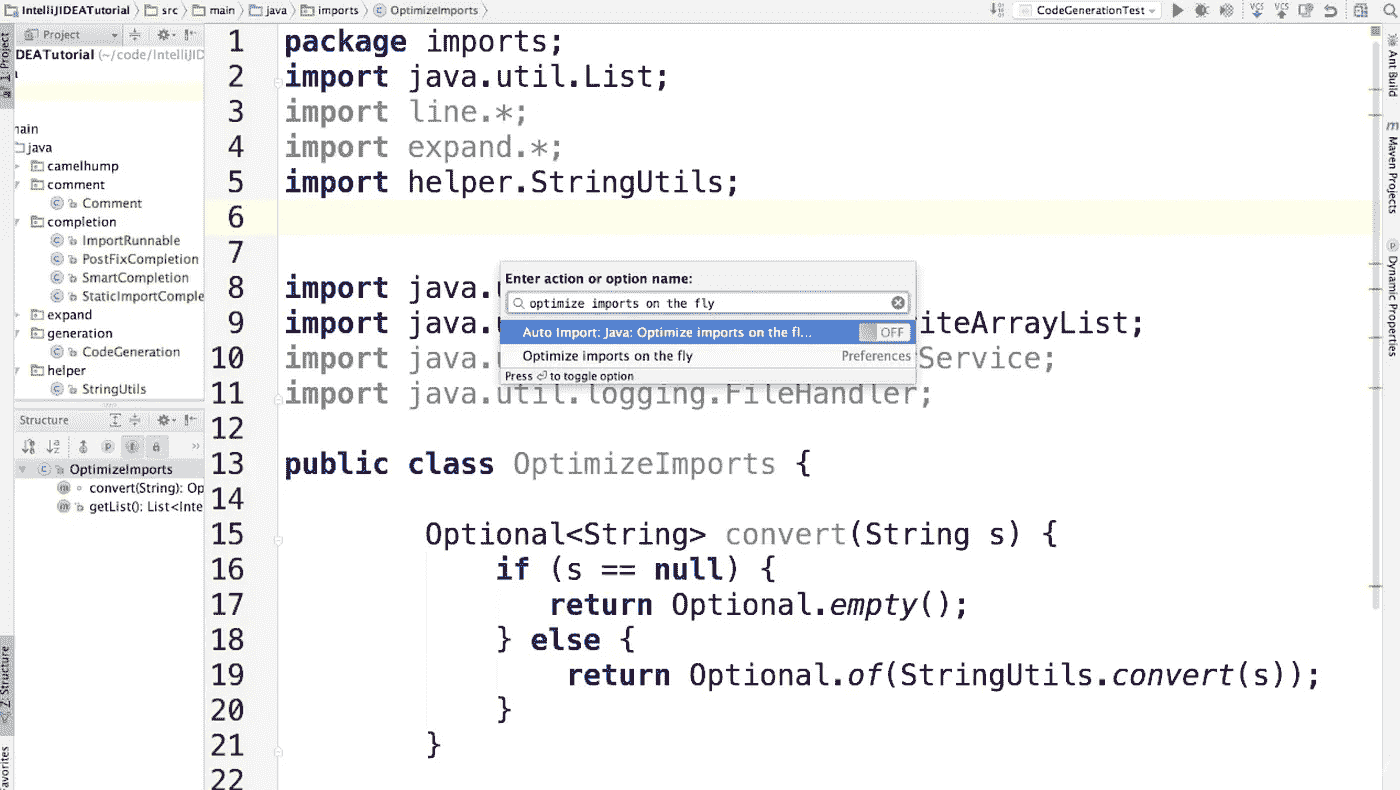 IntelliJIDEATutorial src main java imports OptimizeImports CodeGenerationTest VCS VCS
1: Project
Project
DEATutorial (~/code/IntelliJID
main
java
camelhump
comment
Comment
completion
ImportRunnable
PostFixCompletion
SmartCompletion
StaticImportComple
expand
generation
CodeGeneration
helper
StringUtils
Structure
OptimizeImports
convert(String): Op
getList(): List<Inte
Z: Structure
avorites
1 package imports;
2 import java.util.List;
3 import line.*;
4 import expand.*;
5 import helper.StringUtils;
6
7
8 import java.
9 import java. iteArrayList;
10 import java. Service;
11 import java.util.logging.FileHandler;
12
13 public class OptimizeImports {
14
15 Optional<String> convert(String s) {
16 if (s == null) {
17 return Optional.empty();
18 } else {
19 return Optional.of(StringUtils.convert(s));
20 }
21 }
22
Enter action or option name:
optimize imports on the fly
Auto Import: Java: Optimize imports on the fl... OFF
Optimize imports on the fly Preferences
Press ⏎ to toggle option
Ant Build
Maven Projects
Dynamic Properties